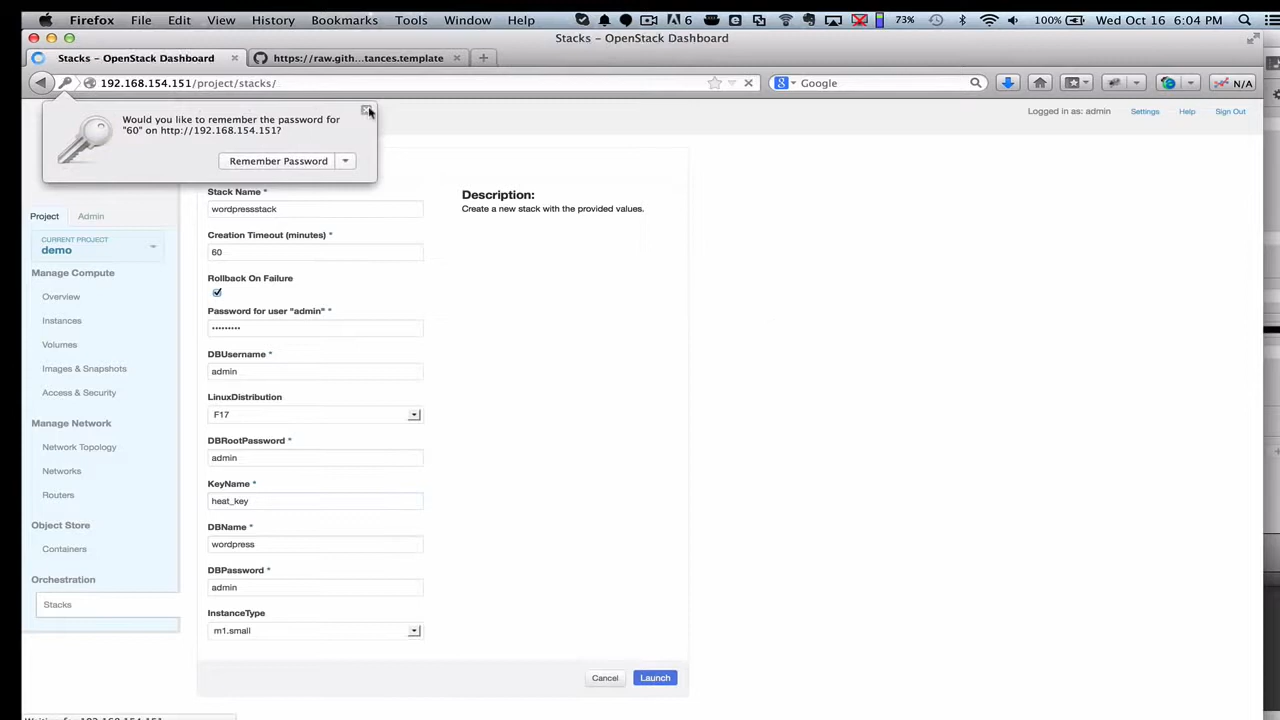 Firefox File Edit View History Bookmarks Tools Window Help 6 73% 100% Wed Oct 16 6:04 PM
Stacks – OpenStack Dashboard
Stacks – OpenStack Dashboard https://raw.gith...tances.template
192.168.154.151/project/stacks/ Google N/A
Logged in as: admin Settings Help Sign Out
Would you like to remember the password for
"60" on http://192.168.154.151?
Remember Password
Project Admin
CURRENT PROJECT
demo
Manage Compute
Overview
Instances
Volumes
Images & Snapshots
Access & Security
Manage Network
Network Topology
Networks
Routers
Object Store
Containers
Orchestration
Stacks
Stack Name *
wordpressstack
Creation Timeout (minutes) *
60
Rollback On Failure
Password for user "admin" *
•••••••••
DBUsername *
admin
LinuxDistribution
F17
DBRootPassword *
admin
KeyName *
heat_key
DBName *
wordpress
DBPassword *
admin
InstanceType
m1.small
Description:
Create a new stack with the provided values.
Cancel Launch